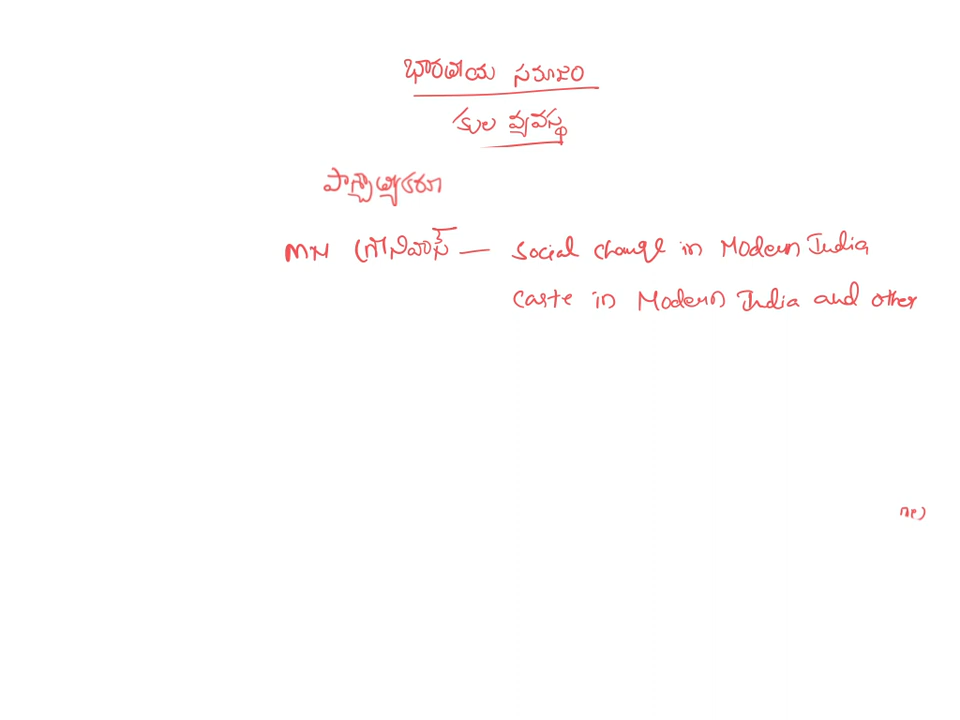 భారతీయ సమాజం
కుల వ్యవస్థ
పాశ్చాత్యీకరణ
MN శ్రీనివాస్ — Social Change in Modern India
Caste in Modern India and other